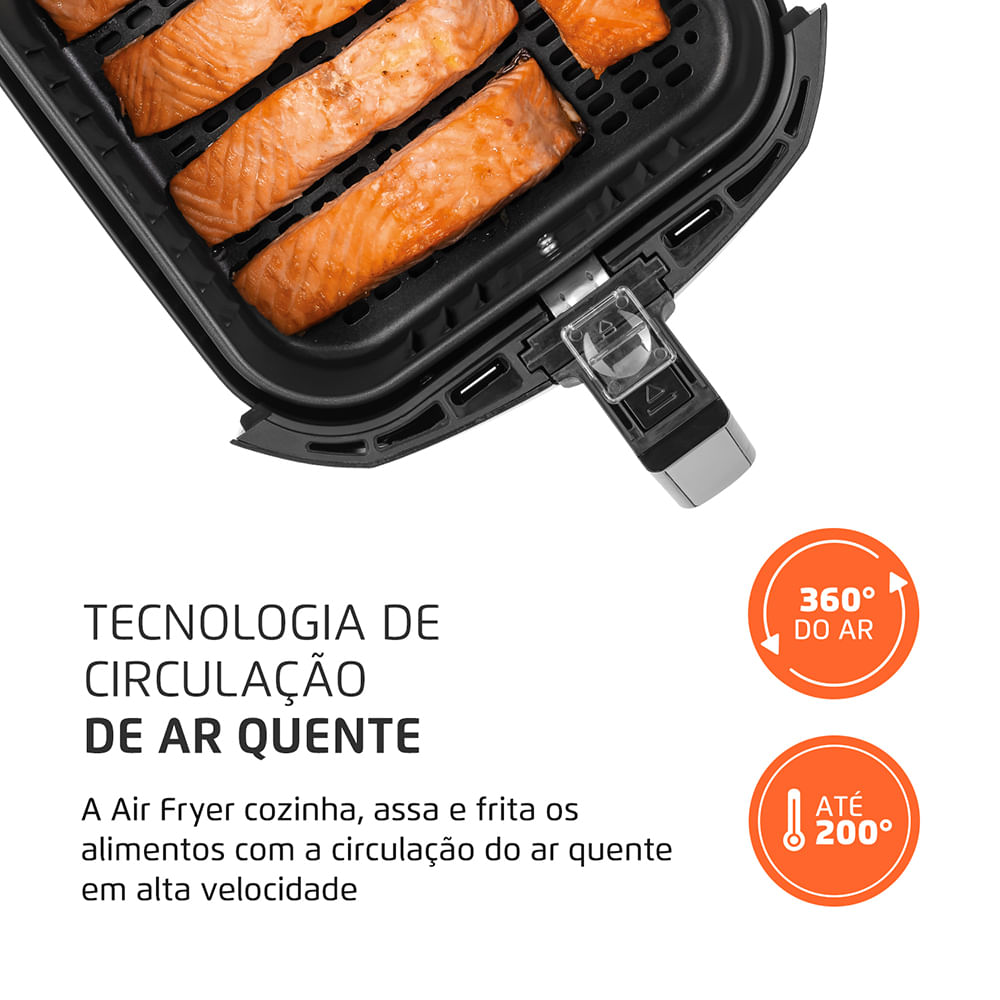 TECNOLOGIA DE
CIRCULAÇÃO
DE AR QUENTE
A Air Fryer cozinha, assa e frita os
alimentos com a circulação do ar quente
em alta velocidade
360°
DO AR
ATÉ
200°